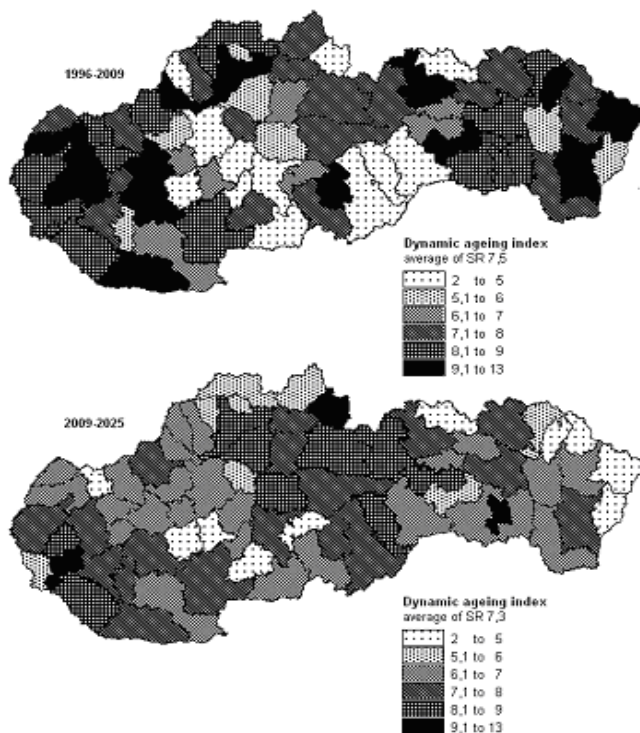 1996-2009
Dynamic ageing index
average of SR 7,5
2 to 5
5,1 to 6
6,1 to 7
7,1 to 8
8,1 to 9
9,1 to 13
2009-2025
Dynamic ageing index
average of SR 7,3
2 to 5
5,1 to 6
6,1 to 7
7,1 to 8
8,1 to 9
9,1 to 13